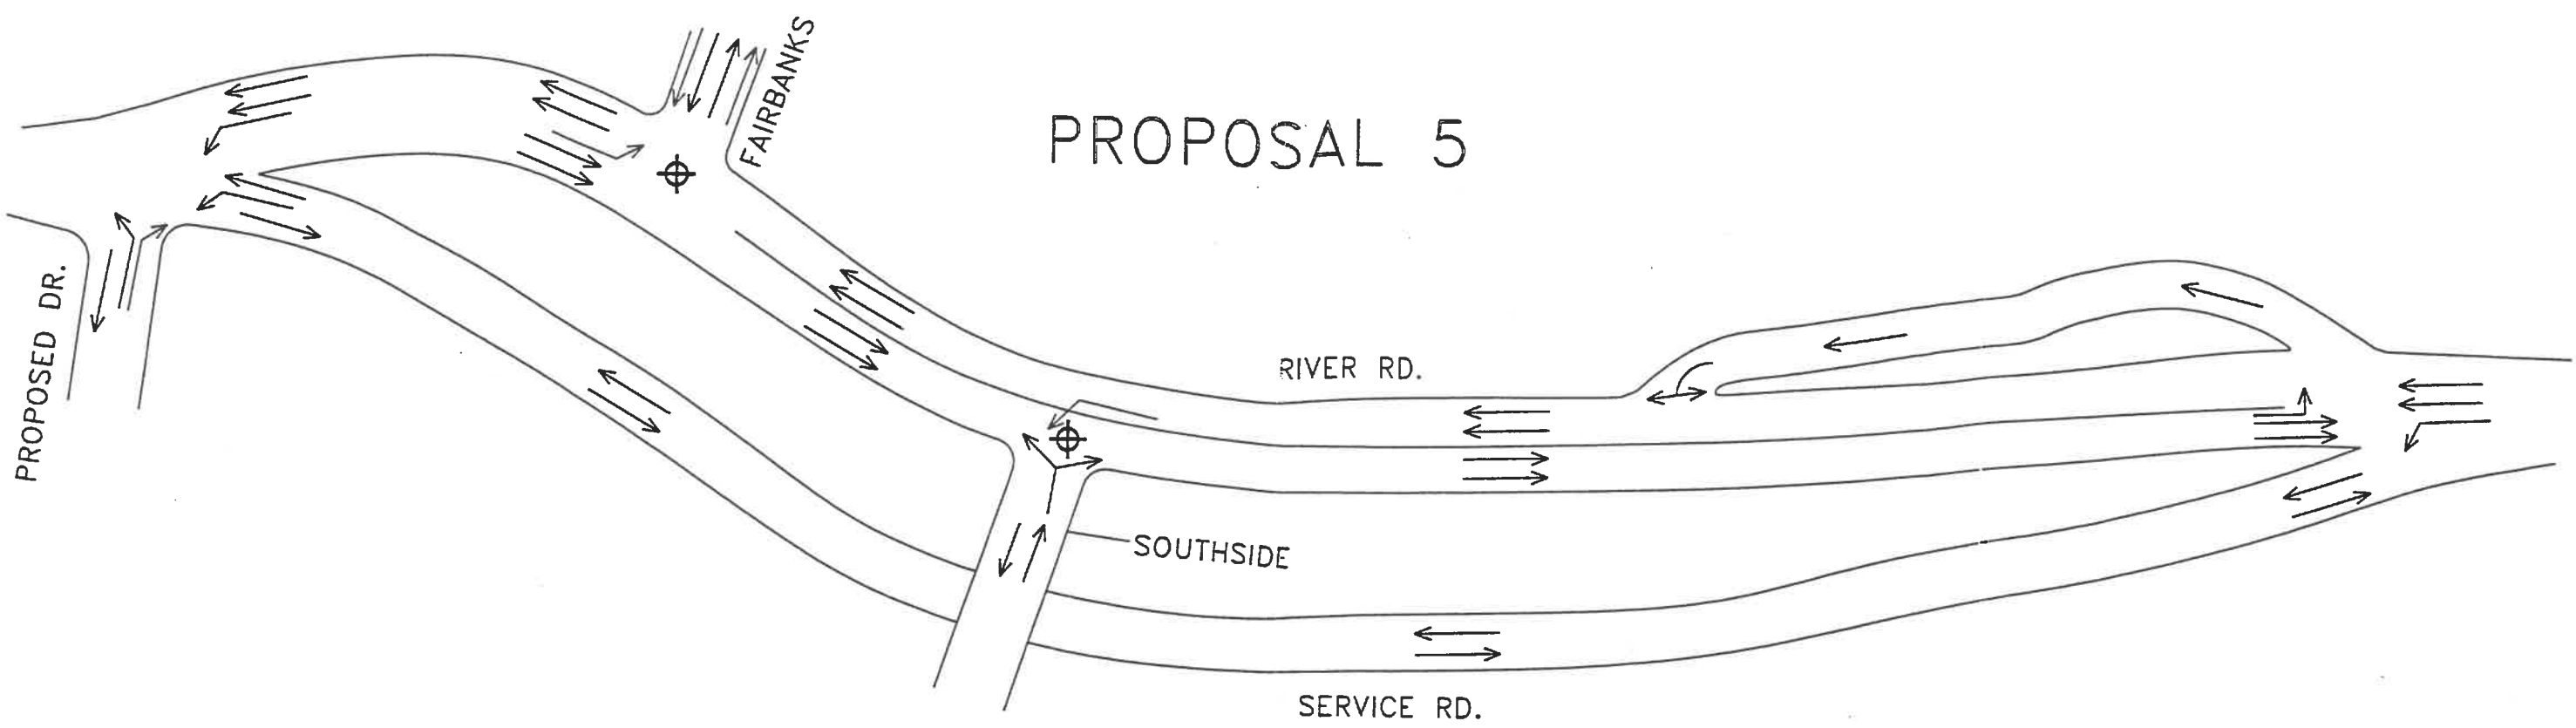 FAIRBANKS
PROPOSAL 5
PROPOSED DR.
RIVER RD.
SOUTHSIDE
SERVICE RD.